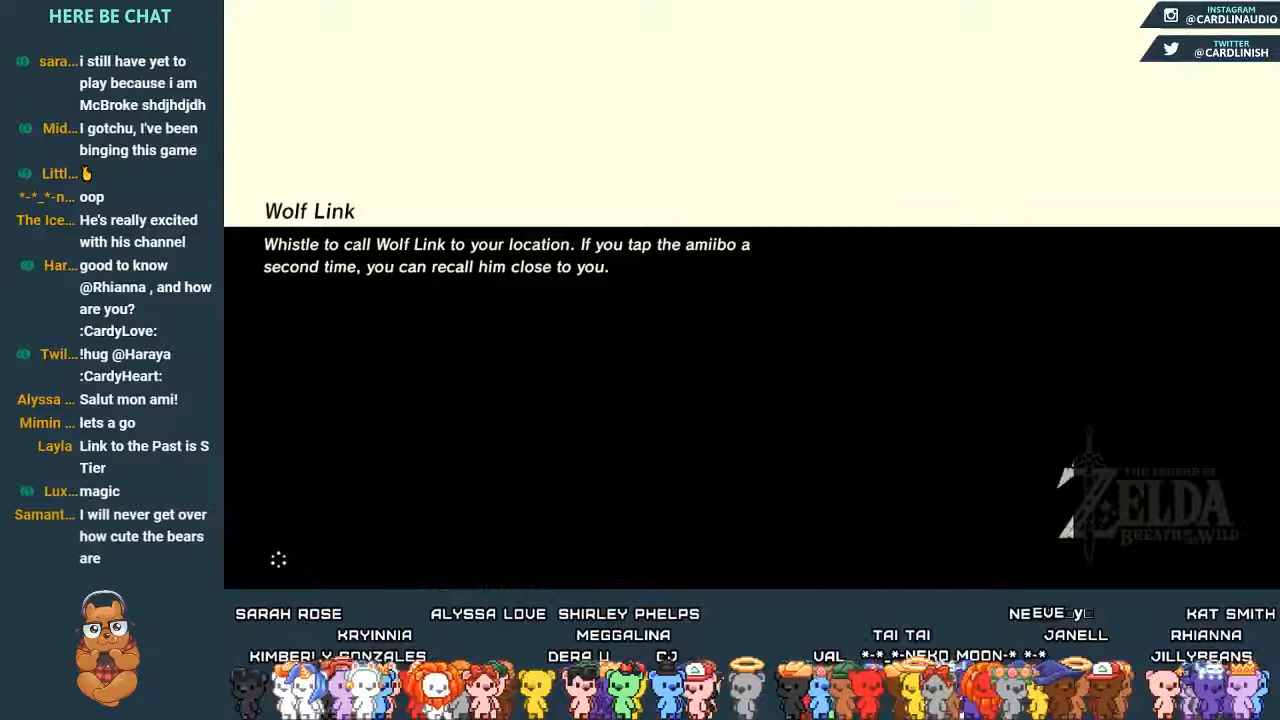 HERE BE CHAT
sara... i still have yet to
play because i am
McBroke shdjhdjdh
Mid... I gotchu, I've been
binging this game
Littl...
*-*_*-n... oop
The Ice... He's really excited
with his channel
Har... good to know
@Rhianna , and how
are you?
:CardyLove:
Twil... !hug @Haraya
:CardyHeart:
Alyssa ... Salut mon ami!
Mimin ... lets a go
Layla Link to the Past is S
Tier
Lux... magic
Samant... I will never get over
how cute the bears
are
INSTAGRAM
@CARDLINAUDIO
TWITTER
@CARDLINISH
Wolf Link
Whistle to call Wolf Link to your location. If you tap the amiibo a
second time, you can recall him close to you.
THE LEGEND OF
ZELDA
BREATH OF THE WILD
SARAH ROSE ALYSSA LOVE SHIRLEY PHELPS KAT SMITH
KRYINNIA MEGGALINA TAI TAI JANELL RHIANNA
KIMBERLY GONZALES DERA U CJ VAL *-*_*-NEKO MOON-* *-* JILLYBEANS